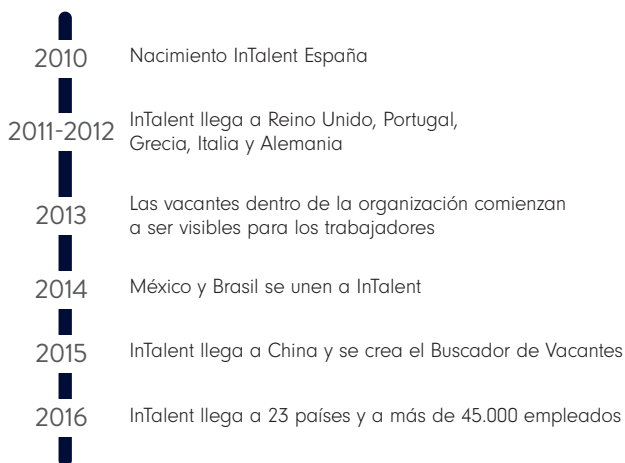 2010 Nacimiento InTalent España
2011-2012 InTalent llega a Reino Unido, Portugal,
Grecia, Italia y Alemania
2013 Las vacantes dentro de la organización comienzan
a ser visibles para los trabajadores
2014 México y Brasil se unen a InTalent
2015 InTalent llega a China y se crea el Buscador de Vacantes
2016 InTalent llega a 23 países y a más de 45.000 empleados